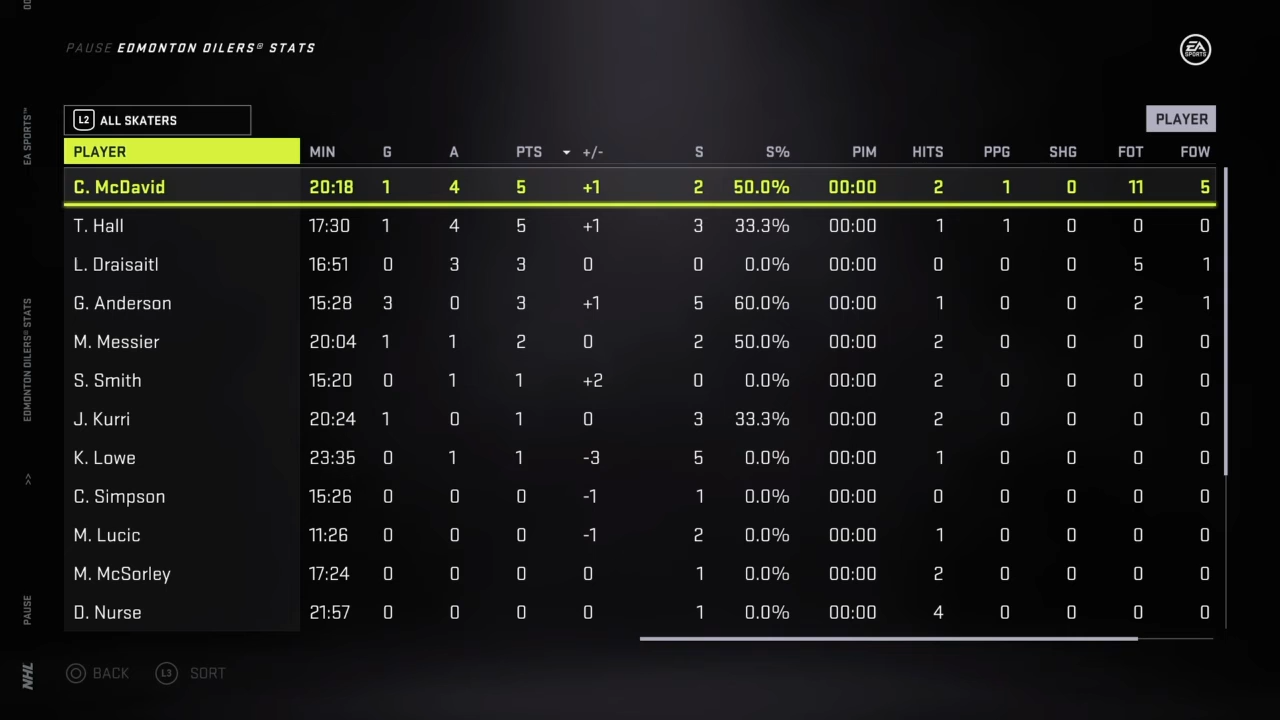 PAUSE EDMONTON OILERS® STATS
EA SPORTS
L2 ALL SKATERS
PLAYER
PLAYER MIN G A PTS +/- S S% PIM HITS PPG SHG FOT FOW
C. McDavid 20:18 1 4 5 +1 2 50.0% 00:00 2 1 0 11 5
T. Hall 17:30 1 4 5 +1 3 33.3% 00:00 1 1 0 0 0
L. Draisaitl 16:51 0 3 3 0 0 0.0% 00:00 0 0 0 5 1
G. Anderson 15:28 3 0 3 +1 5 60.0% 00:00 1 0 0 2 1
M. Messier 20:04 1 1 2 0 2 50.0% 00:00 2 0 0 0 0
S. Smith 15:20 0 1 1 +2 0 0.0% 00:00 2 0 0 0 0
J. Kurri 20:24 1 0 1 0 3 33.3% 00:00 2 0 0 0 0
K. Lowe 23:35 0 1 1 -3 5 0.0% 00:00 1 0 0 0 0
C. Simpson 15:26 0 0 0 -1 1 0.0% 00:00 0 0 0 0 0
M. Lucic 11:26 0 0 0 -1 2 0.0% 00:00 1 0 0 0 0
M. McSorley 17:24 0 0 0 0 1 0.0% 00:00 2 0 0 0 0
D. Nurse 21:57 0 0 0 0 1 0.0% 00:00 4 0 0 0 0
BACK L3 SORT
NHL
PAUSE
>>
EDMONTON OILERS® STATS
EA SPORTS™